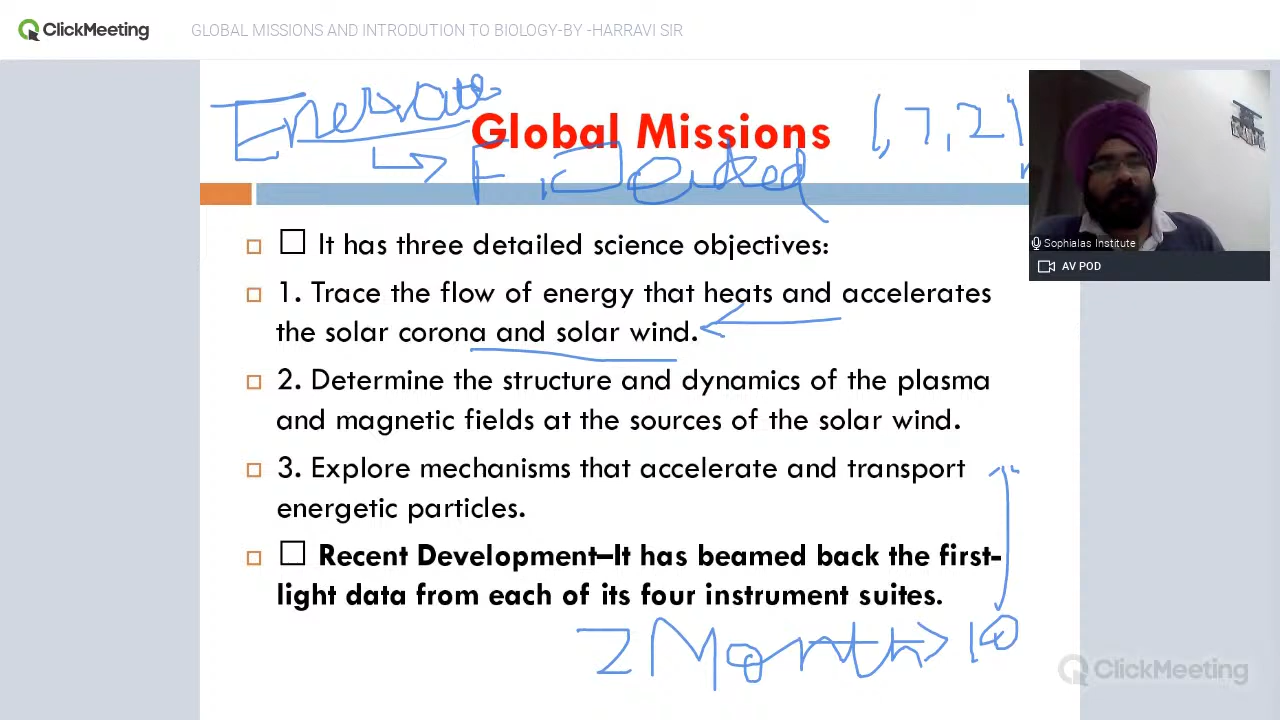 ClickMeeting
GLOBAL MISSIONS AND INTRODUTION TO BIOLOGY-BY -HARRAVI SIR
Global Missions
1, 7, 2
☐ It has three detailed science objectives:
1. Trace the flow of energy that heats and accelerates
the solar corona and solar wind.
2. Determine the structure and dynamics of the plasma
and magnetic fields at the sources of the solar wind.
3. Explore mechanisms that accelerate and transport
energetic particles.
☐ Recent Development–It has beamed back the first-
light data from each of its four instrument suites.
2 Month
Sophialas Institute
AV POD
ClickMeeting